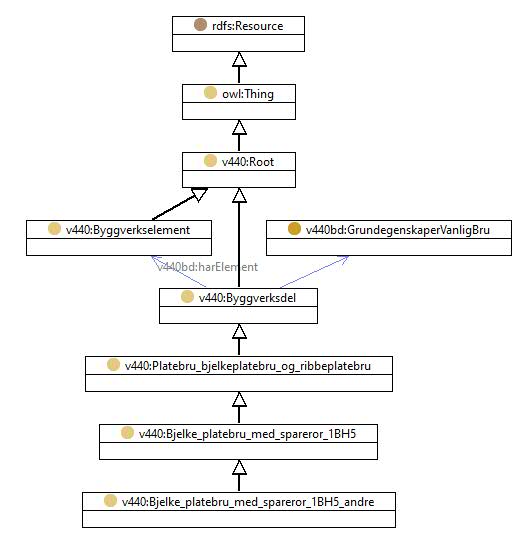 rdfs:Resource
owl:Thing
v440:Root
v440:Byggverkselement
v440bd:GrundegenskaperVanligBru
v440bd:harElement
v440:Byggverksdel
v440:Platebru_bjelkeplatebru_og_ribbeplatebru
v440:Bjelke_platebru_med_spareror_1BH5
v440:Bjelke_platebru_med_spareror_1BH5_andre